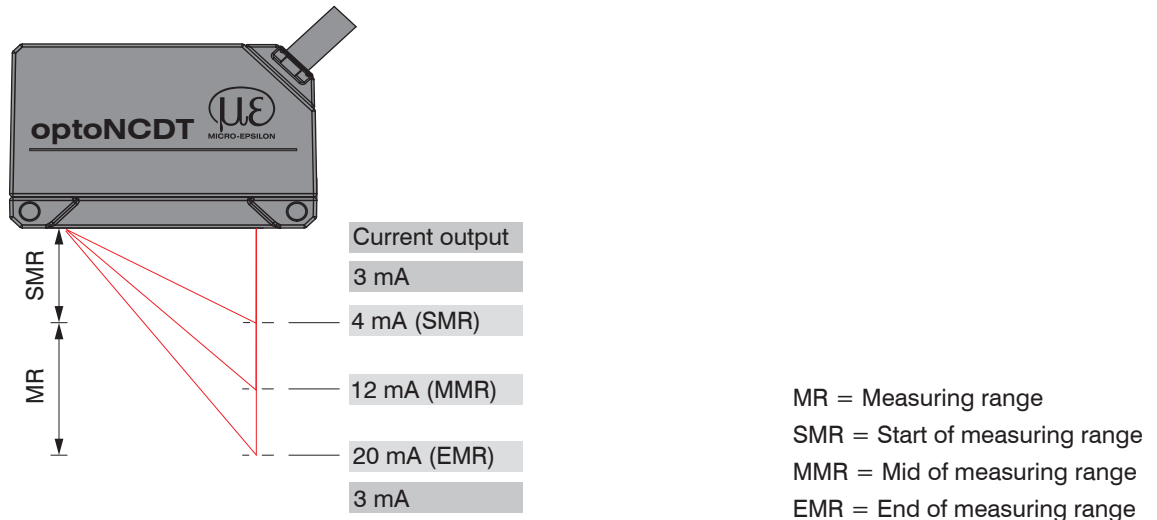 optoNCDT
με
MICRO-EPSILON
Current output
3 mA
SMR
4 mA (SMR)
MR
12 mA (MMR)
20 mA (EMR)
3 mA
MR = Measuring range
SMR = Start of measuring range
MMR = Mid of measuring range
EMR = End of measuring range